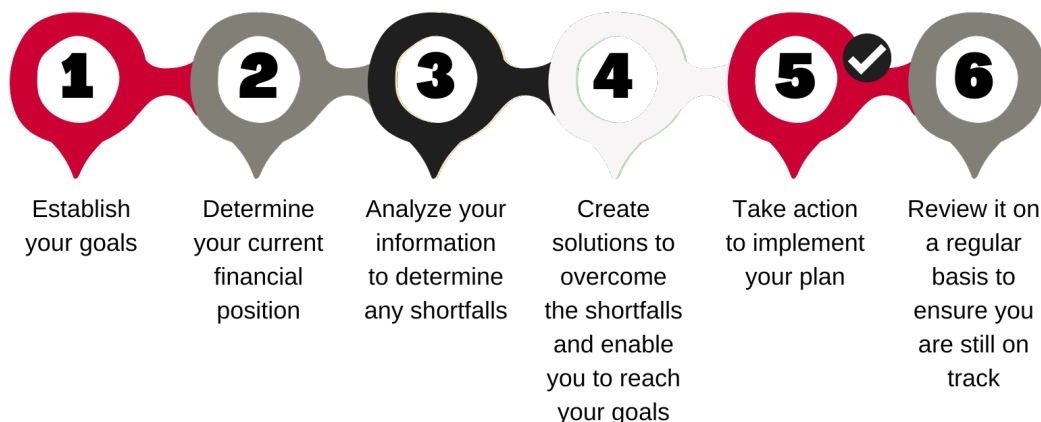 1
2
3
4
5
6
Establish
your goals
Determine
your current
financial
position
Analyze your
information
to determine
any shortfalls
Create
solutions to
overcome
the shortfalls
and enable
you to reach
your goals
Take action
to implement
your plan
Review it on
a regular
basis to
ensure you
are still on
track